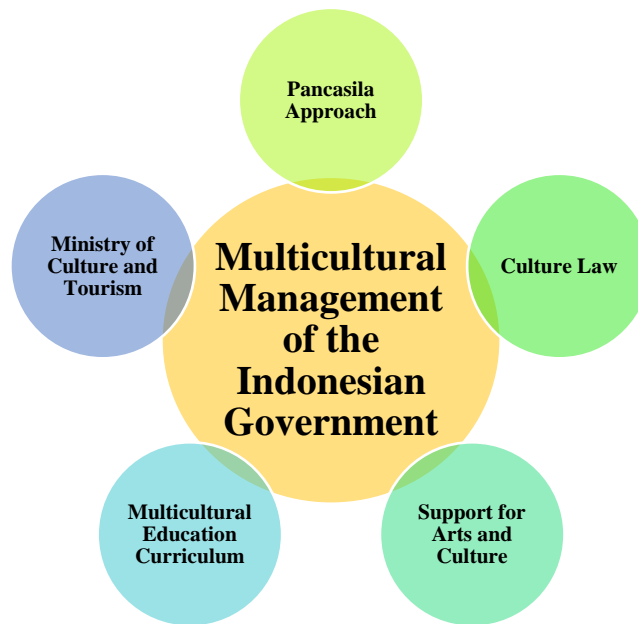 Pancasila
Approach
Ministry of
Culture and
Tourism
Multicultural
Management
of the
Indonesian
Government
Culture Law
Multicultural
Education
Curriculum
Support for
Arts and
Culture